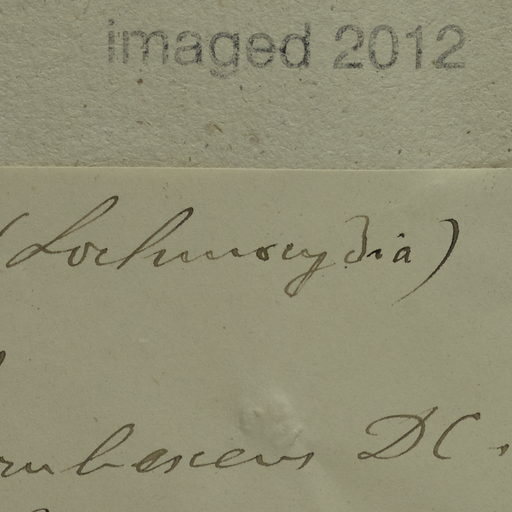 imaged 2012
(Lochmocydia)
rubescens DC.